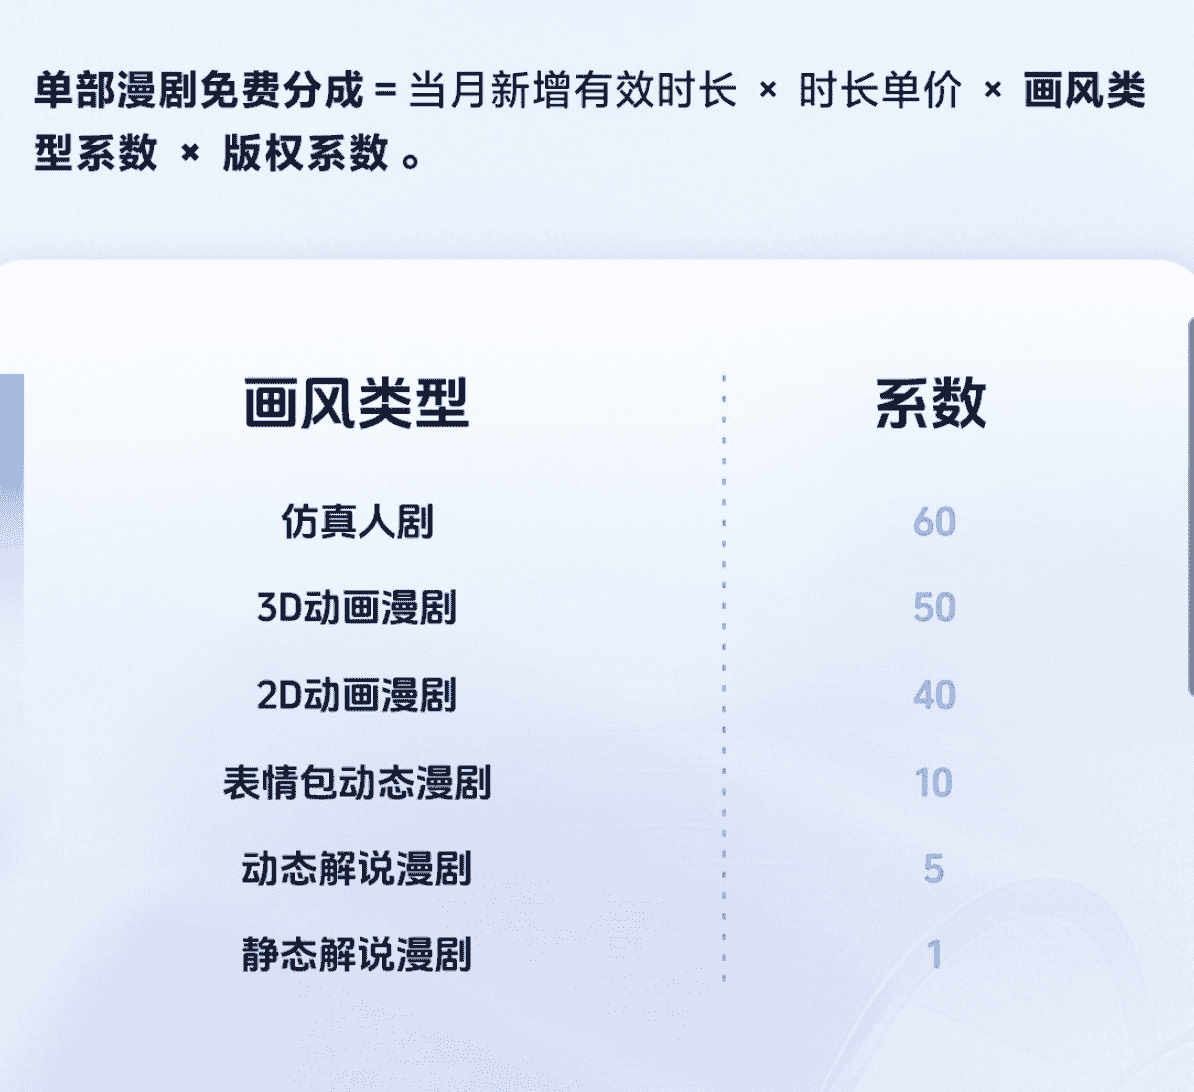 单部漫剧免费分成 = 当月新增有效时长 × 时长单价 × 画风类
型系数 × 版权系数 。
画风类型 系数
仿真人剧 60
3D动画漫剧 50
2D动画漫剧 40
表情包动态漫剧 10
动态解说漫剧 5
静态解说漫剧 1